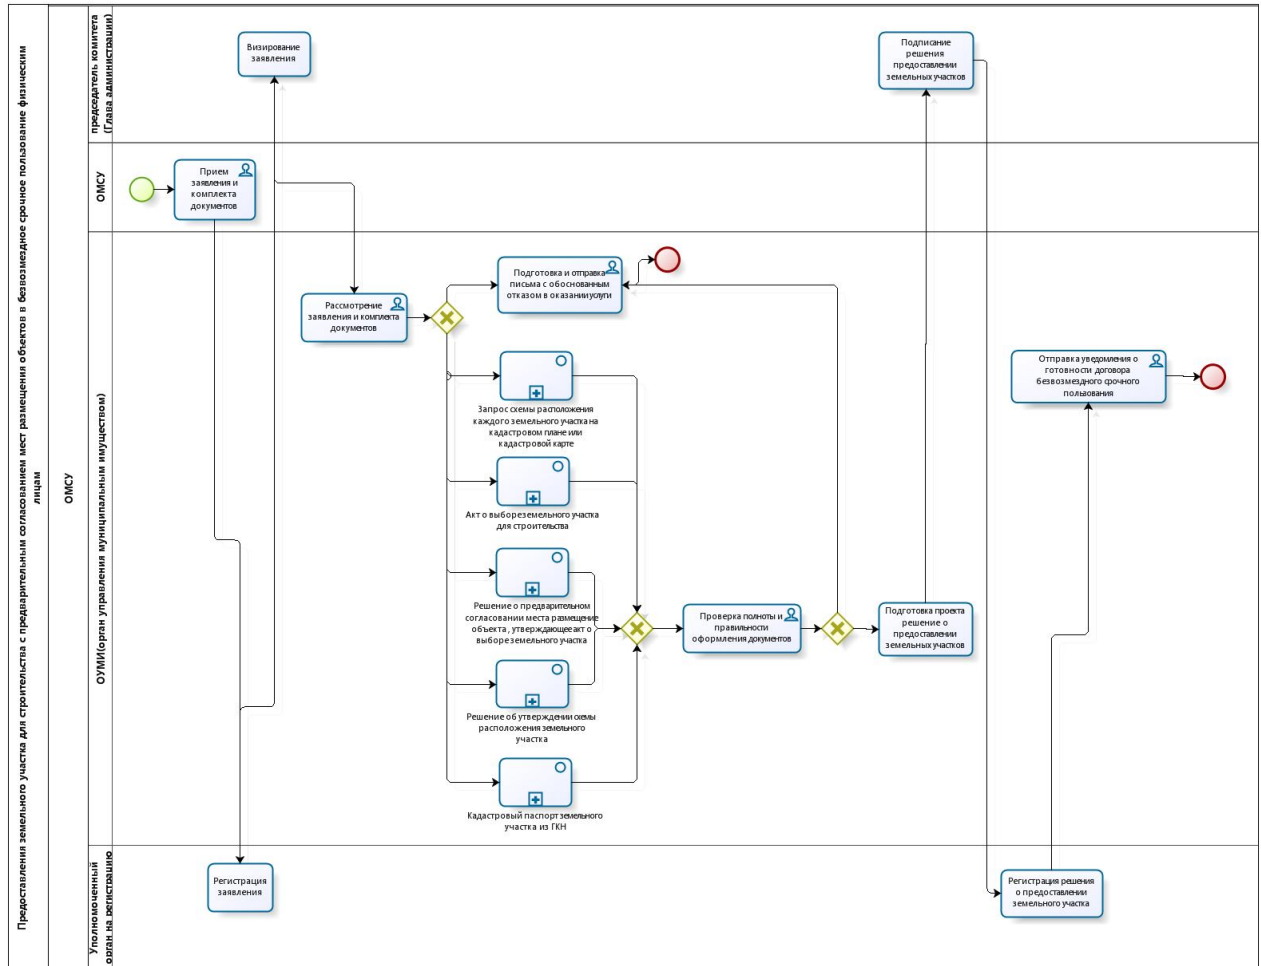 Предоставления земельного участка для строительства с предварительным согласованием мест размещения объектов в безвозмездное срочное пользование физическим
лицам
ОМСУ
председатель комитета
(Глава администрации)
ОМСУ
ОУМИ(орган управления муниципальным имуществом)
Уполномоченный
орган на регистрацию
Визирование
заявления
Подписание
решения
предоставлении
земельных участков
Прием
заявления и
комплекта
документов
Рассмотрение
заявления и комплекта
документов
Подготовка и отправка
письма с обоснованным
отказом в оказании услуги
Запрос схемы расположения
каждого земельного участка на
кадастровом плане или
кадастровой карте
Акт о выборе земельного участка
для строительства
Решение о предварительном
согласовании места размещение
объекта , утверждающее акт о
выборе земельного участка
Решение об утверждении схемы
расположения земельного
участка
Кадастровый паспорт земельного
участка из ГКН
Проверка полноты и
правильности
оформления документов
Подготовка проекта
решение о
предоставлении
земельных участков
Отправка уведомления о
готовности договора
безвозмездного срочного
пользования
Регистрация
заявления
Регистрация решения
о предоставлении
земельного участка